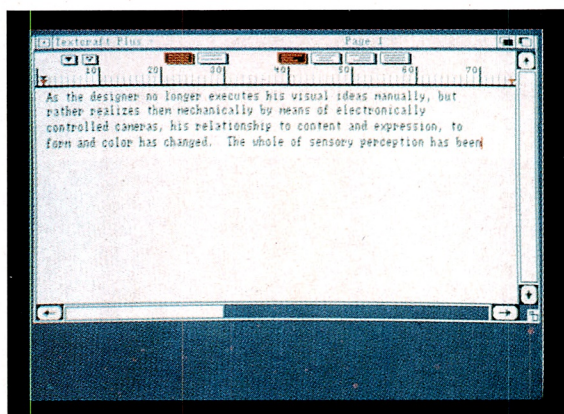 Textcraft Plus Page 1
10 20 30 40 50 60 70
As the designer no longer executes his visual ideas manually, but
rather realizes them mechanically by means of electronically
controlled cameras, his relationship to content and expression, to
form and color has changed. The whole of sensory perception has been